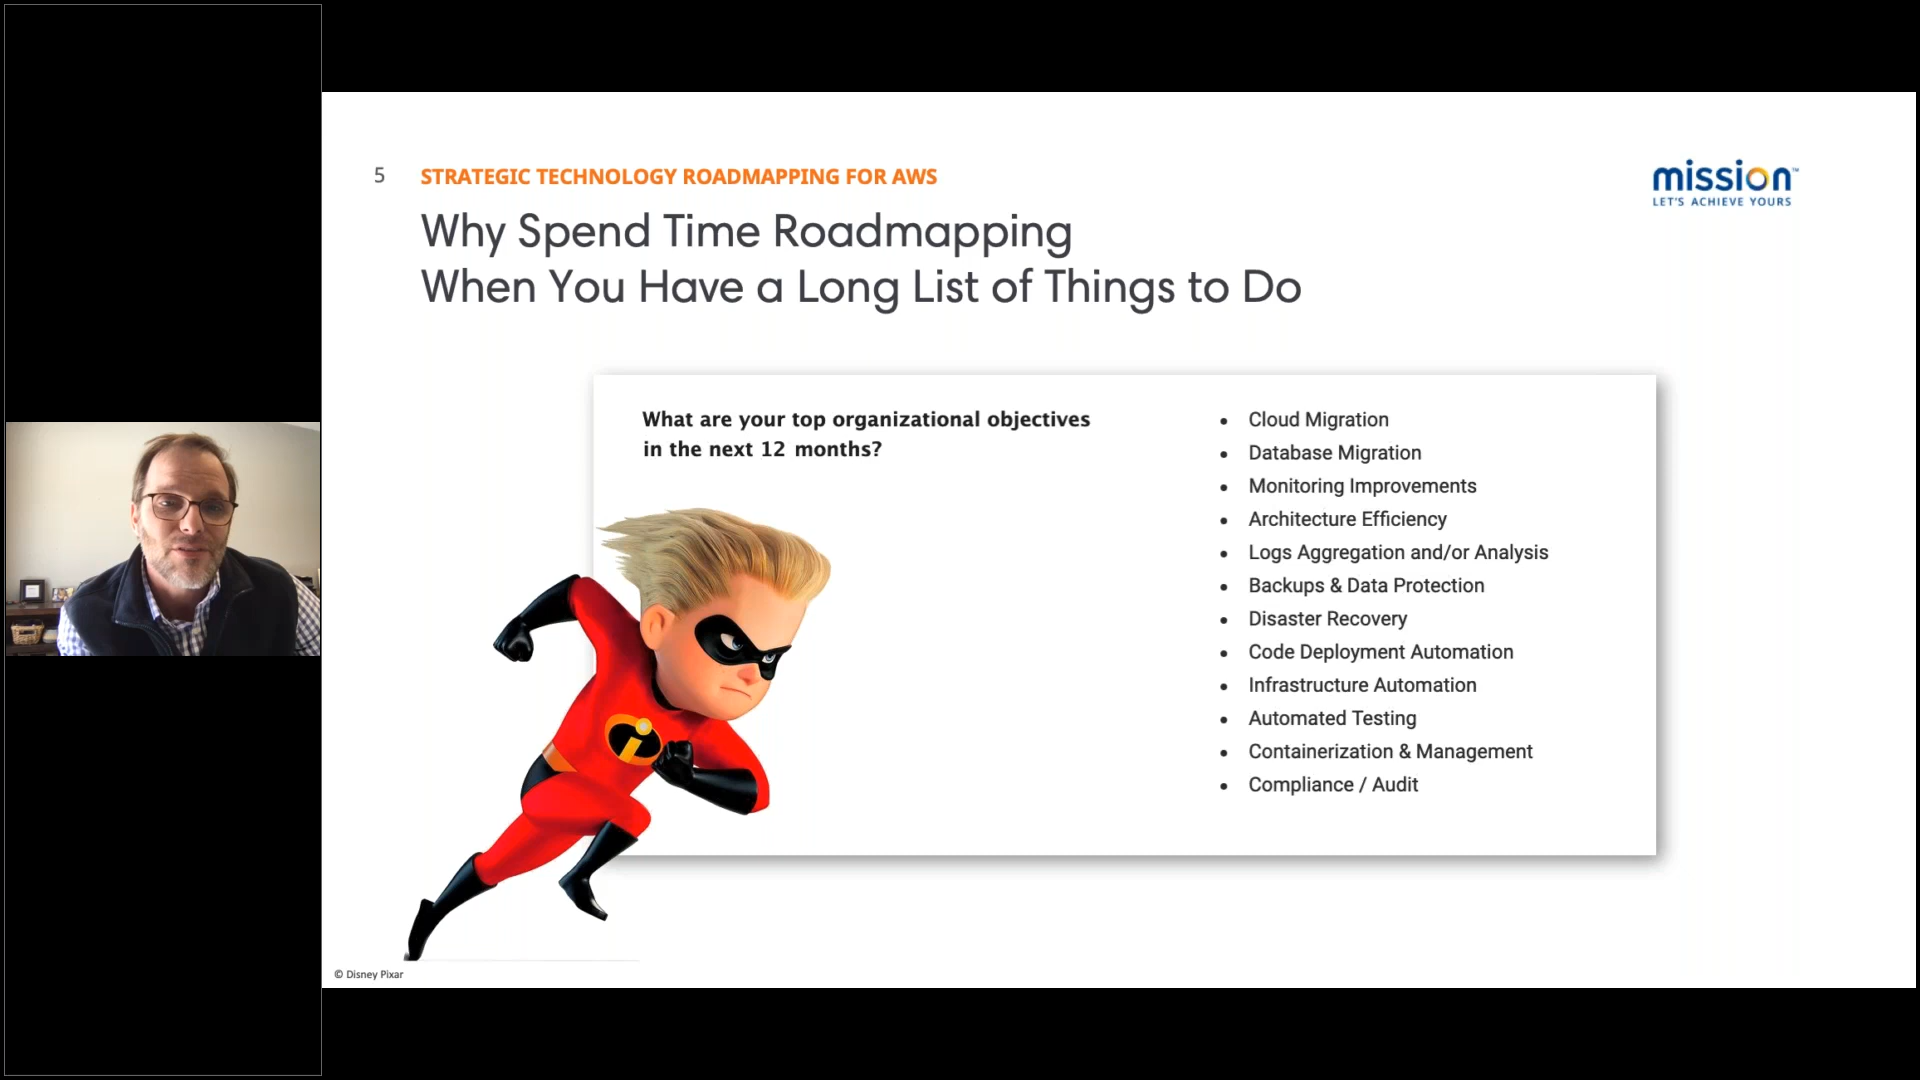 5
STRATEGIC TECHNOLOGY ROADMAPPING FOR AWS
mission™
LET'S ACHIEVE YOURS
Why Spend Time Roadmapping
When You Have a Long List of Things to Do
What are your top organizational objectives
in the next 12 months?
• Cloud Migration
• Database Migration
• Monitoring Improvements
• Architecture Efficiency
• Logs Aggregation and/or Analysis
• Backups & Data Protection
• Disaster Recovery
• Code Deployment Automation
• Infrastructure Automation
• Automated Testing
• Containerization & Management
• Compliance / Audit
i
© Disney Pixar